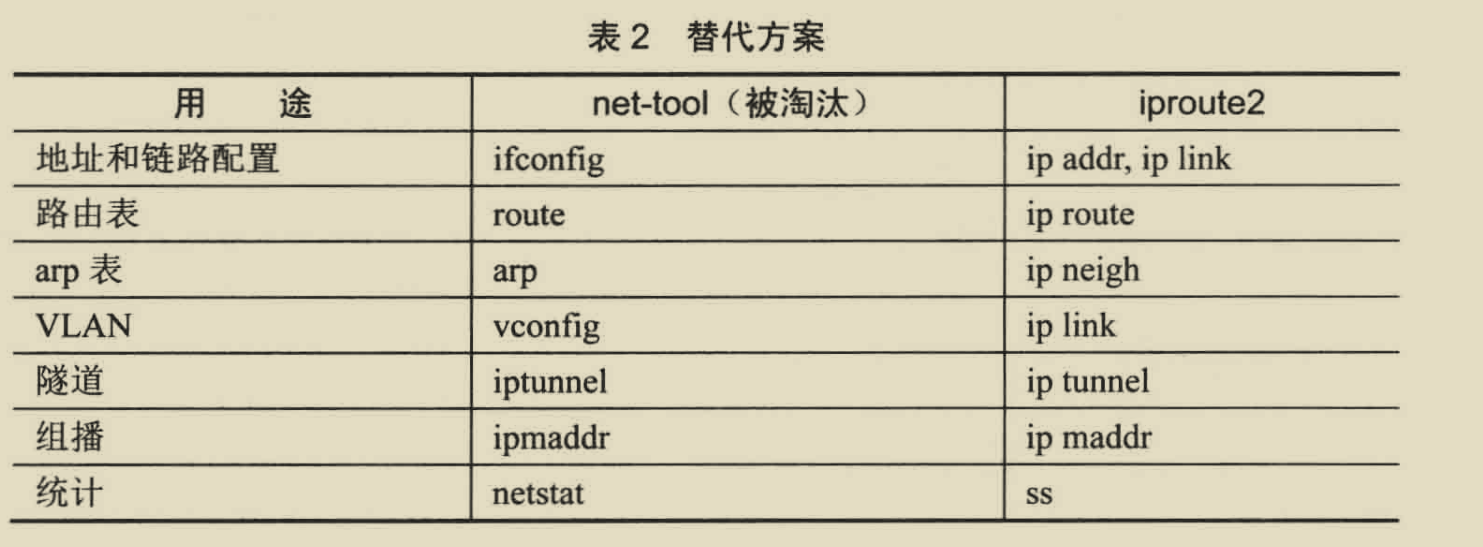 表 2 替代方案
用 途 net-tool（被淘汰） iproute2
地址和链路配置 ifconfig ip addr, ip link
路由表 route ip route
arp 表 arp ip neigh
VLAN vconfig ip link
隧道 iptunnel ip tunnel
组播 ipmaddr ip maddr
统计 netstat ss